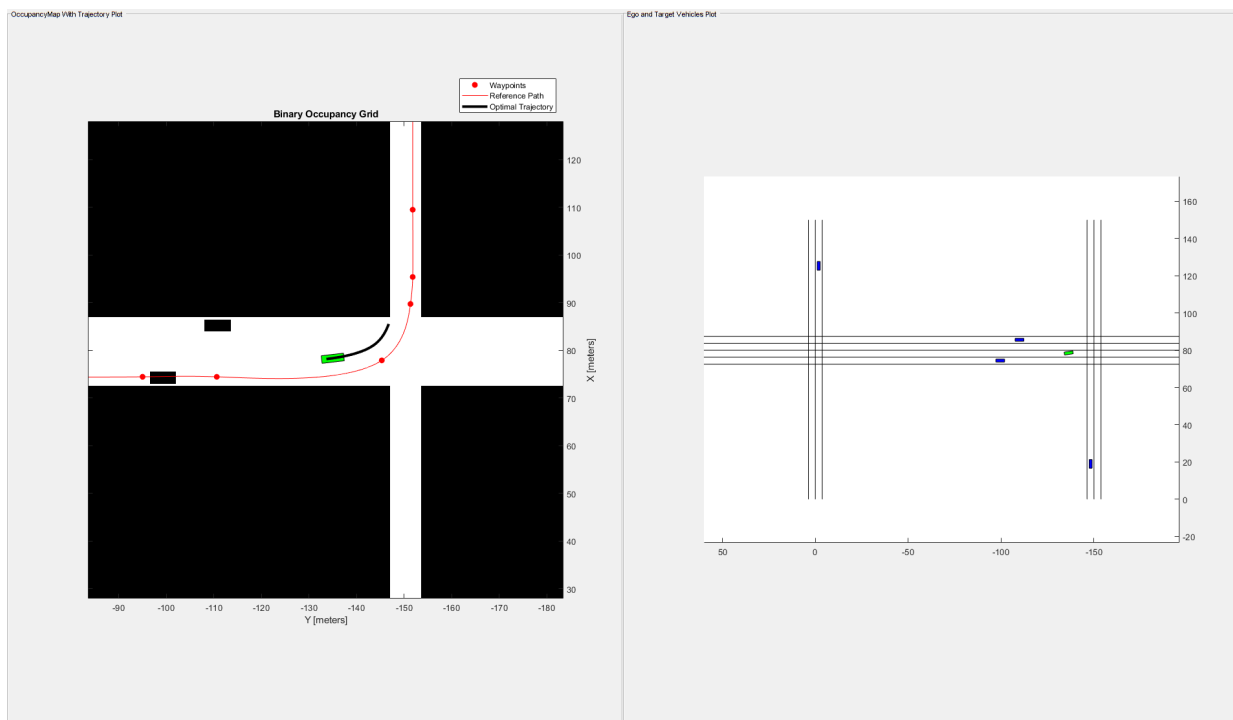 OccupancyMap With Trajectory Plot
Waypoints
Reference Path
Optimal Trajectory
Binary Occupancy Grid
120
110
100
90
80
70
60
50
40
30
X [meters]
-90 -100 -110 -120 -130 -140 -150 -160 -170 -180
Y [meters]
Ego and Target Vehicles Plot
160
140
120
100
80
60
40
20
0
-20
50 0 -50 -100 -150